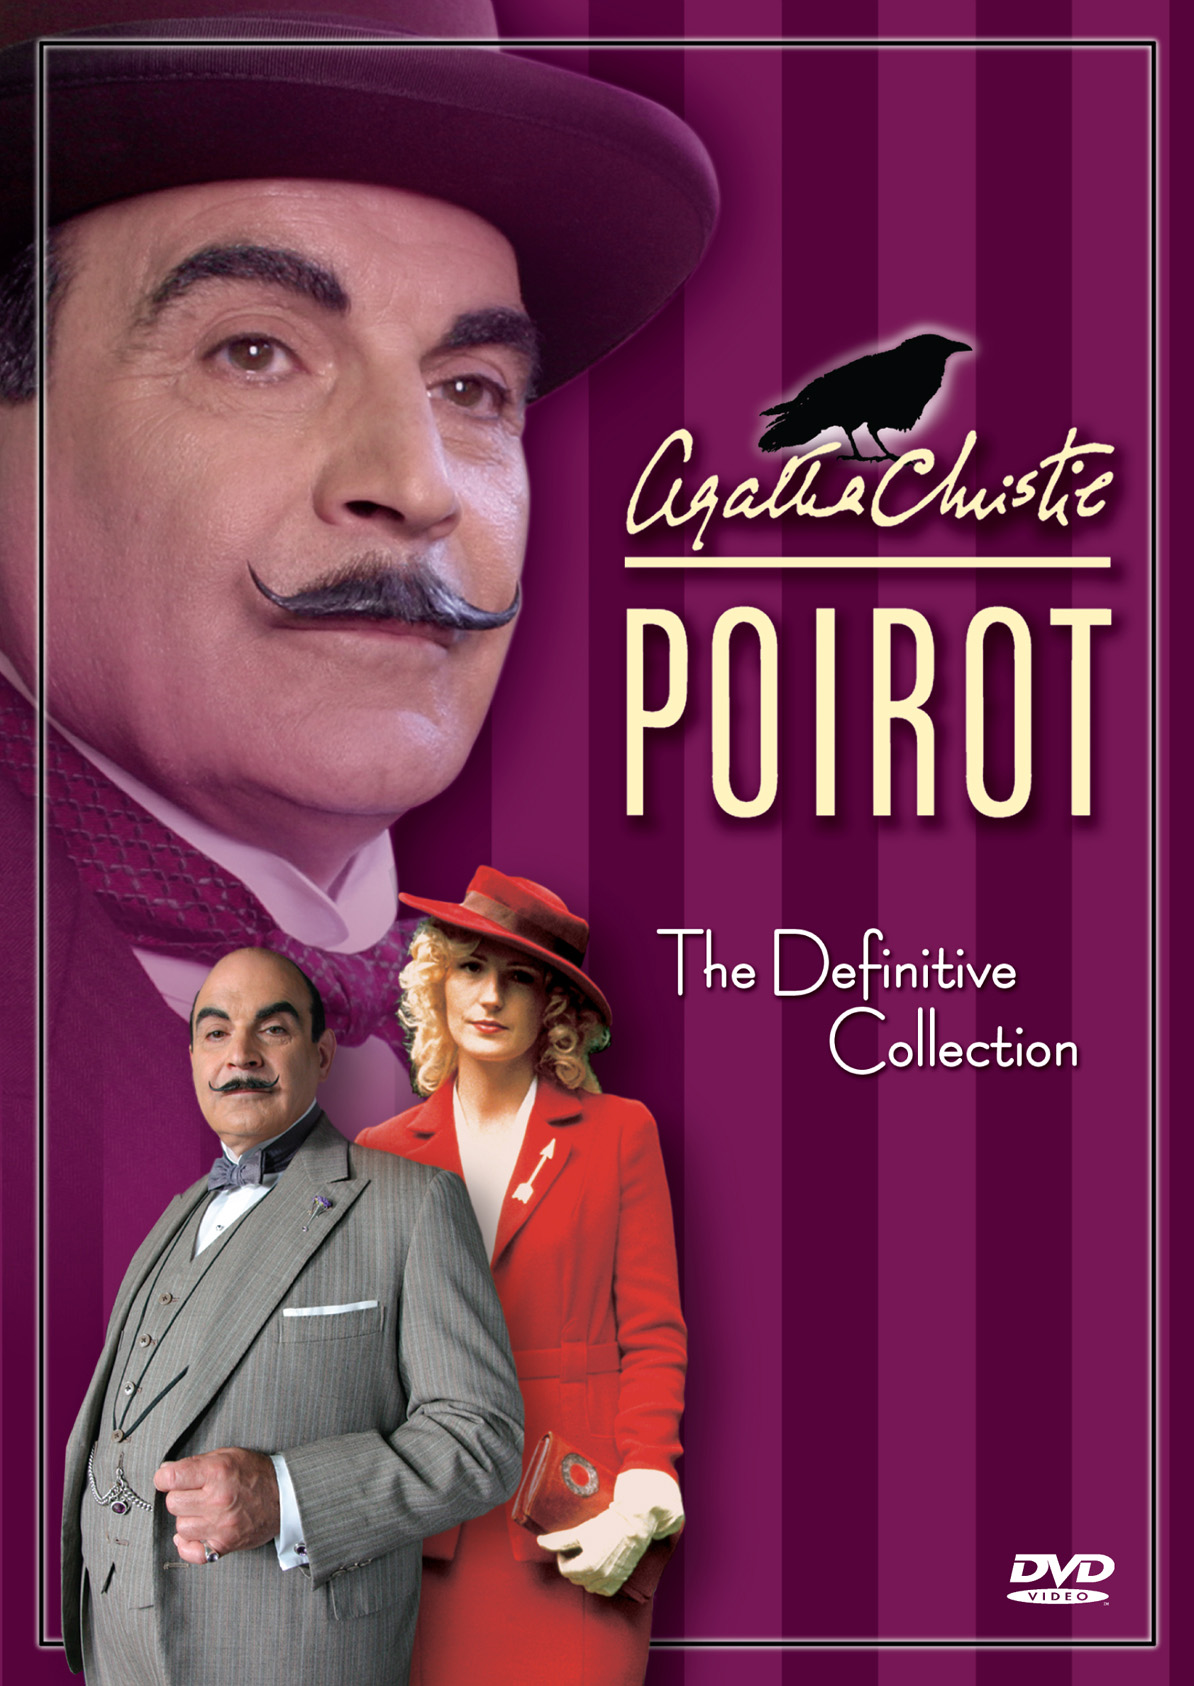 Agatha Christie
POIROT
The Definitive
Collection
DVD
VIDEO